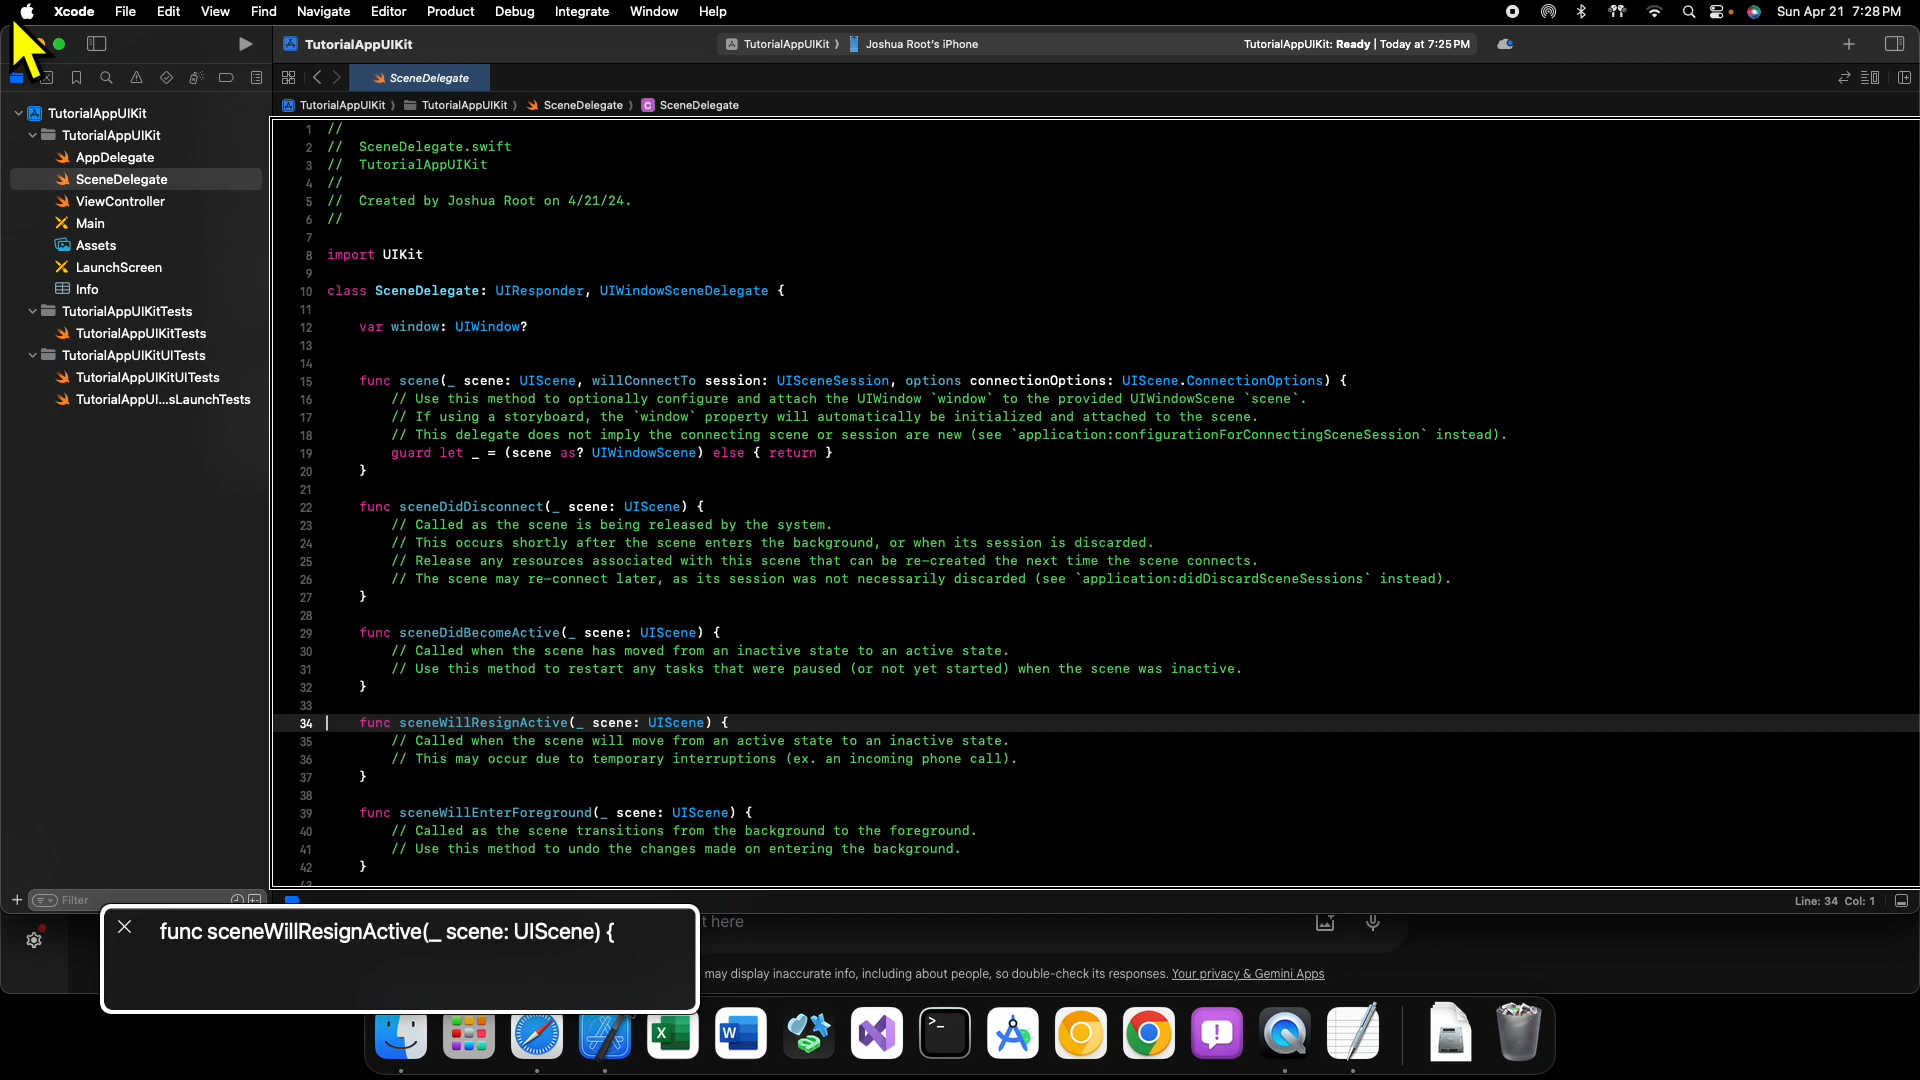 Xcode File Edit View Find Navigate Editor Product Debug Integrate Window Help Sun Apr 21 7:28 PM
TutorialAppUIKit TutorialAppUIKit Joshua Root's iPhone TutorialAppUIKit: Ready | Today at 7:25 PM
SceneDelegate
TutorialAppUIKit TutorialAppUIKit SceneDelegate C SceneDelegate
TutorialAppUIKit
TutorialAppUIKit
AppDelegate
SceneDelegate
ViewController
Main
Assets
LaunchScreen
Info
TutorialAppUIKitTests
TutorialAppUIKitTests
TutorialAppUIKitUITests
TutorialAppUIKitUITests
TutorialAppUI...sLaunchTests
Filter
1 //
2 // SceneDelegate.swift
3 // TutorialAppUIKit
4 //
5 // Created by Joshua Root on 4/21/24.
6 //
7
8 import UIKit
9
10 class SceneDelegate: UIResponder, UIWindowSceneDelegate {
11
12 var window: UIWindow?
13
14
15 func scene(_ scene: UIScene, willConnectTo session: UISceneSession, options connectionOptions: UIScene.ConnectionOptions) {
16 // Use this method to optionally configure and attach the UIWindow `window` to the provided UIWindowScene `scene`.
17 // If using a storyboard, the `window` property will automatically be initialized and attached to the scene.
18 // This delegate does not imply the connecting scene or session are new (see `application:configurationForConnectingSceneSession` instead).
19 guard let _ = (scene as? UIWindowScene) else { return }
20 }
21
22 func sceneDidDisconnect(_ scene: UIScene) {
23 // Called as the scene is being released by the system.
24 // This occurs shortly after the scene enters the background, or when its session is discarded.
25 // Release any resources associated with this scene that can be re-created the next time the scene connects.
26 // The scene may re-connect later, as its session was not necessarily discarded (see `application:didDiscardSceneSessions` instead).
27 }
28
29 func sceneDidBecomeActive(_ scene: UIScene) {
30 // Called when the scene has moved from an inactive state to an active state.
31 // Use this method to restart any tasks that were paused (or not yet started) when the scene was inactive.
32 }
33
34 func sceneWillResignActive(_ scene: UIScene) {
35 // Called when the scene will move from an active state to an inactive state.
36 // This may occur due to temporary interruptions (ex. an incoming phone call).
37 }
38
39 func sceneWillEnterForeground(_ scene: UIScene) {
40 // Called as the scene transitions from the background to the foreground.
41 // Use this method to undo the changes made on entering the background.
42 }
Line: 34 Col: 1
func sceneWillResignActive(_ scene: UIScene) {
t here
may display inaccurate info, including about people, so double-check its responses. Your privacy & Gemini Apps